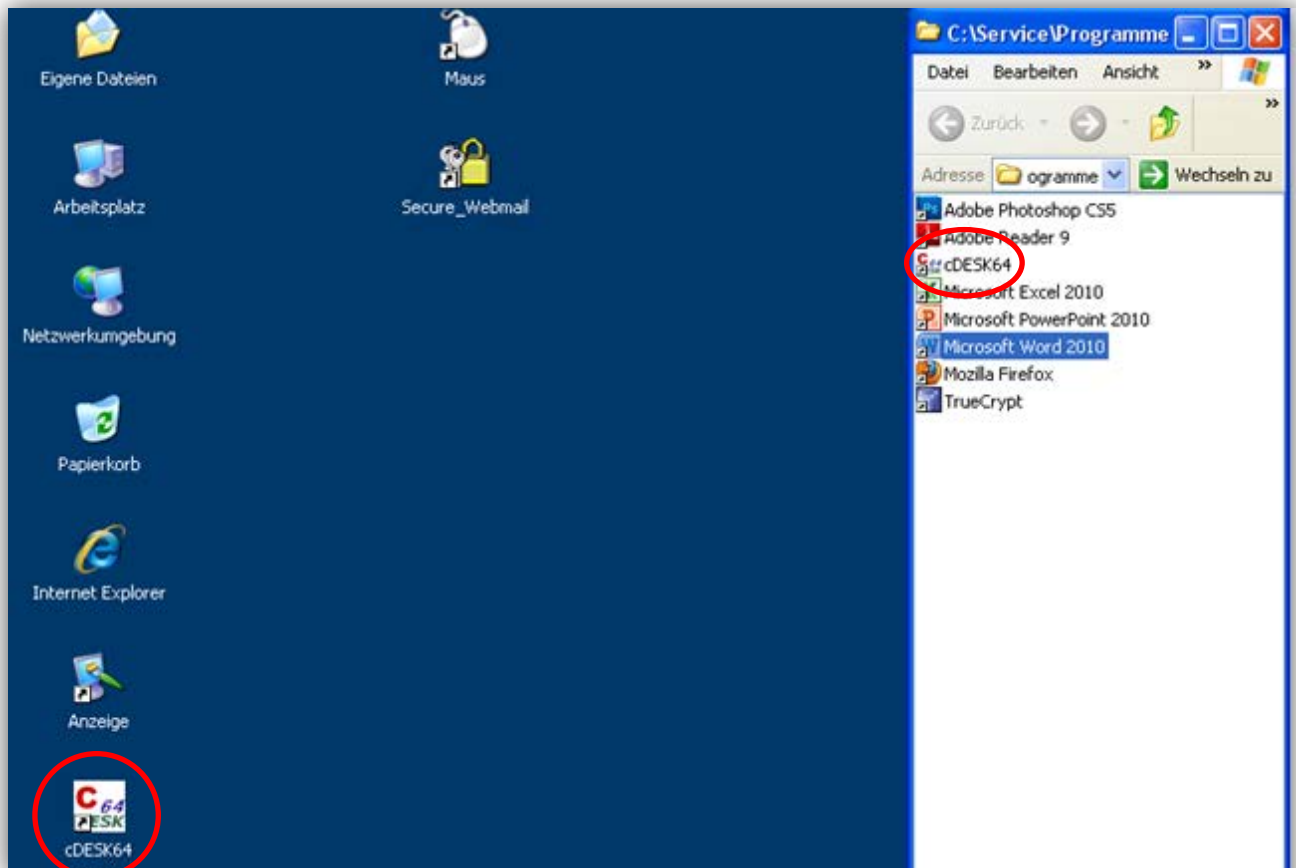 Eigene Dateien
Maus
Arbeitsplatz
Secure_Webmail
Netzwerkumgebung
Papierkorb
Internet Explorer
Anzeige
C 64
ESK
cDESK64
C:\Service\Programme
Datei Bearbeiten Ansicht »
Zurück »
Adresse ogramme Wechseln zu
Adobe Photoshop CS5
Adobe Reader 9
cDESK64
Microsoft Excel 2010
Microsoft PowerPoint 2010
Microsoft Word 2010
Mozilla Firefox
TrueCrypt